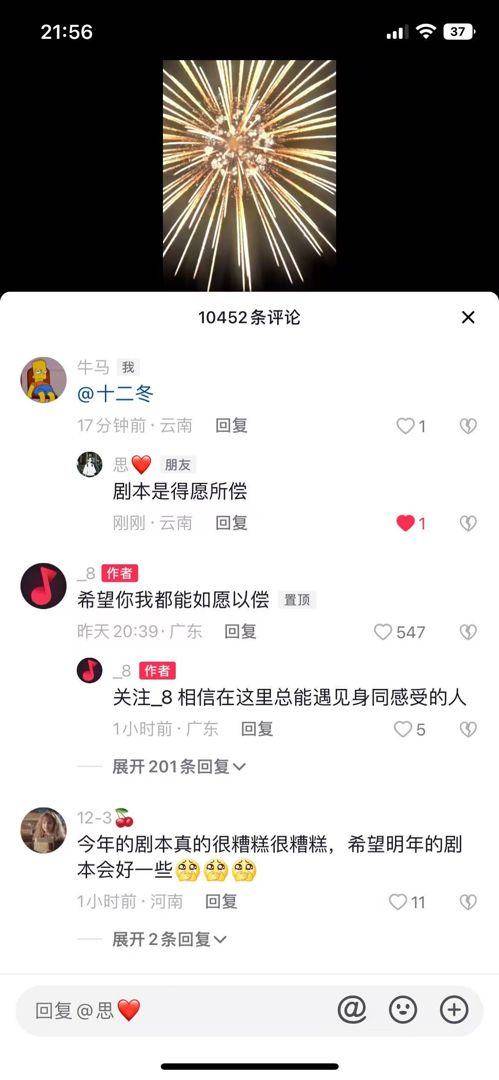 21:56
37
10452条评论
牛马 我
@十二冬
17分钟前·云南 回复 1
思❤️ 朋友
剧本是得愿所偿
刚刚·云南 回复 1
_8 作者
希望你我都能如愿以偿 置顶
昨天20:39·广东 回复 547
_8 作者
关注_8 相信在这里总能遇见身同感受的人
1小时前·广东 回复 5
展开201条回复
12-3🍒
今年的剧本真的很糟糕很糟糕，希望明年的剧
本会好一些🥹🥹🥹
1小时前·河南 回复 11
展开2条回复
回复@思❤️ @